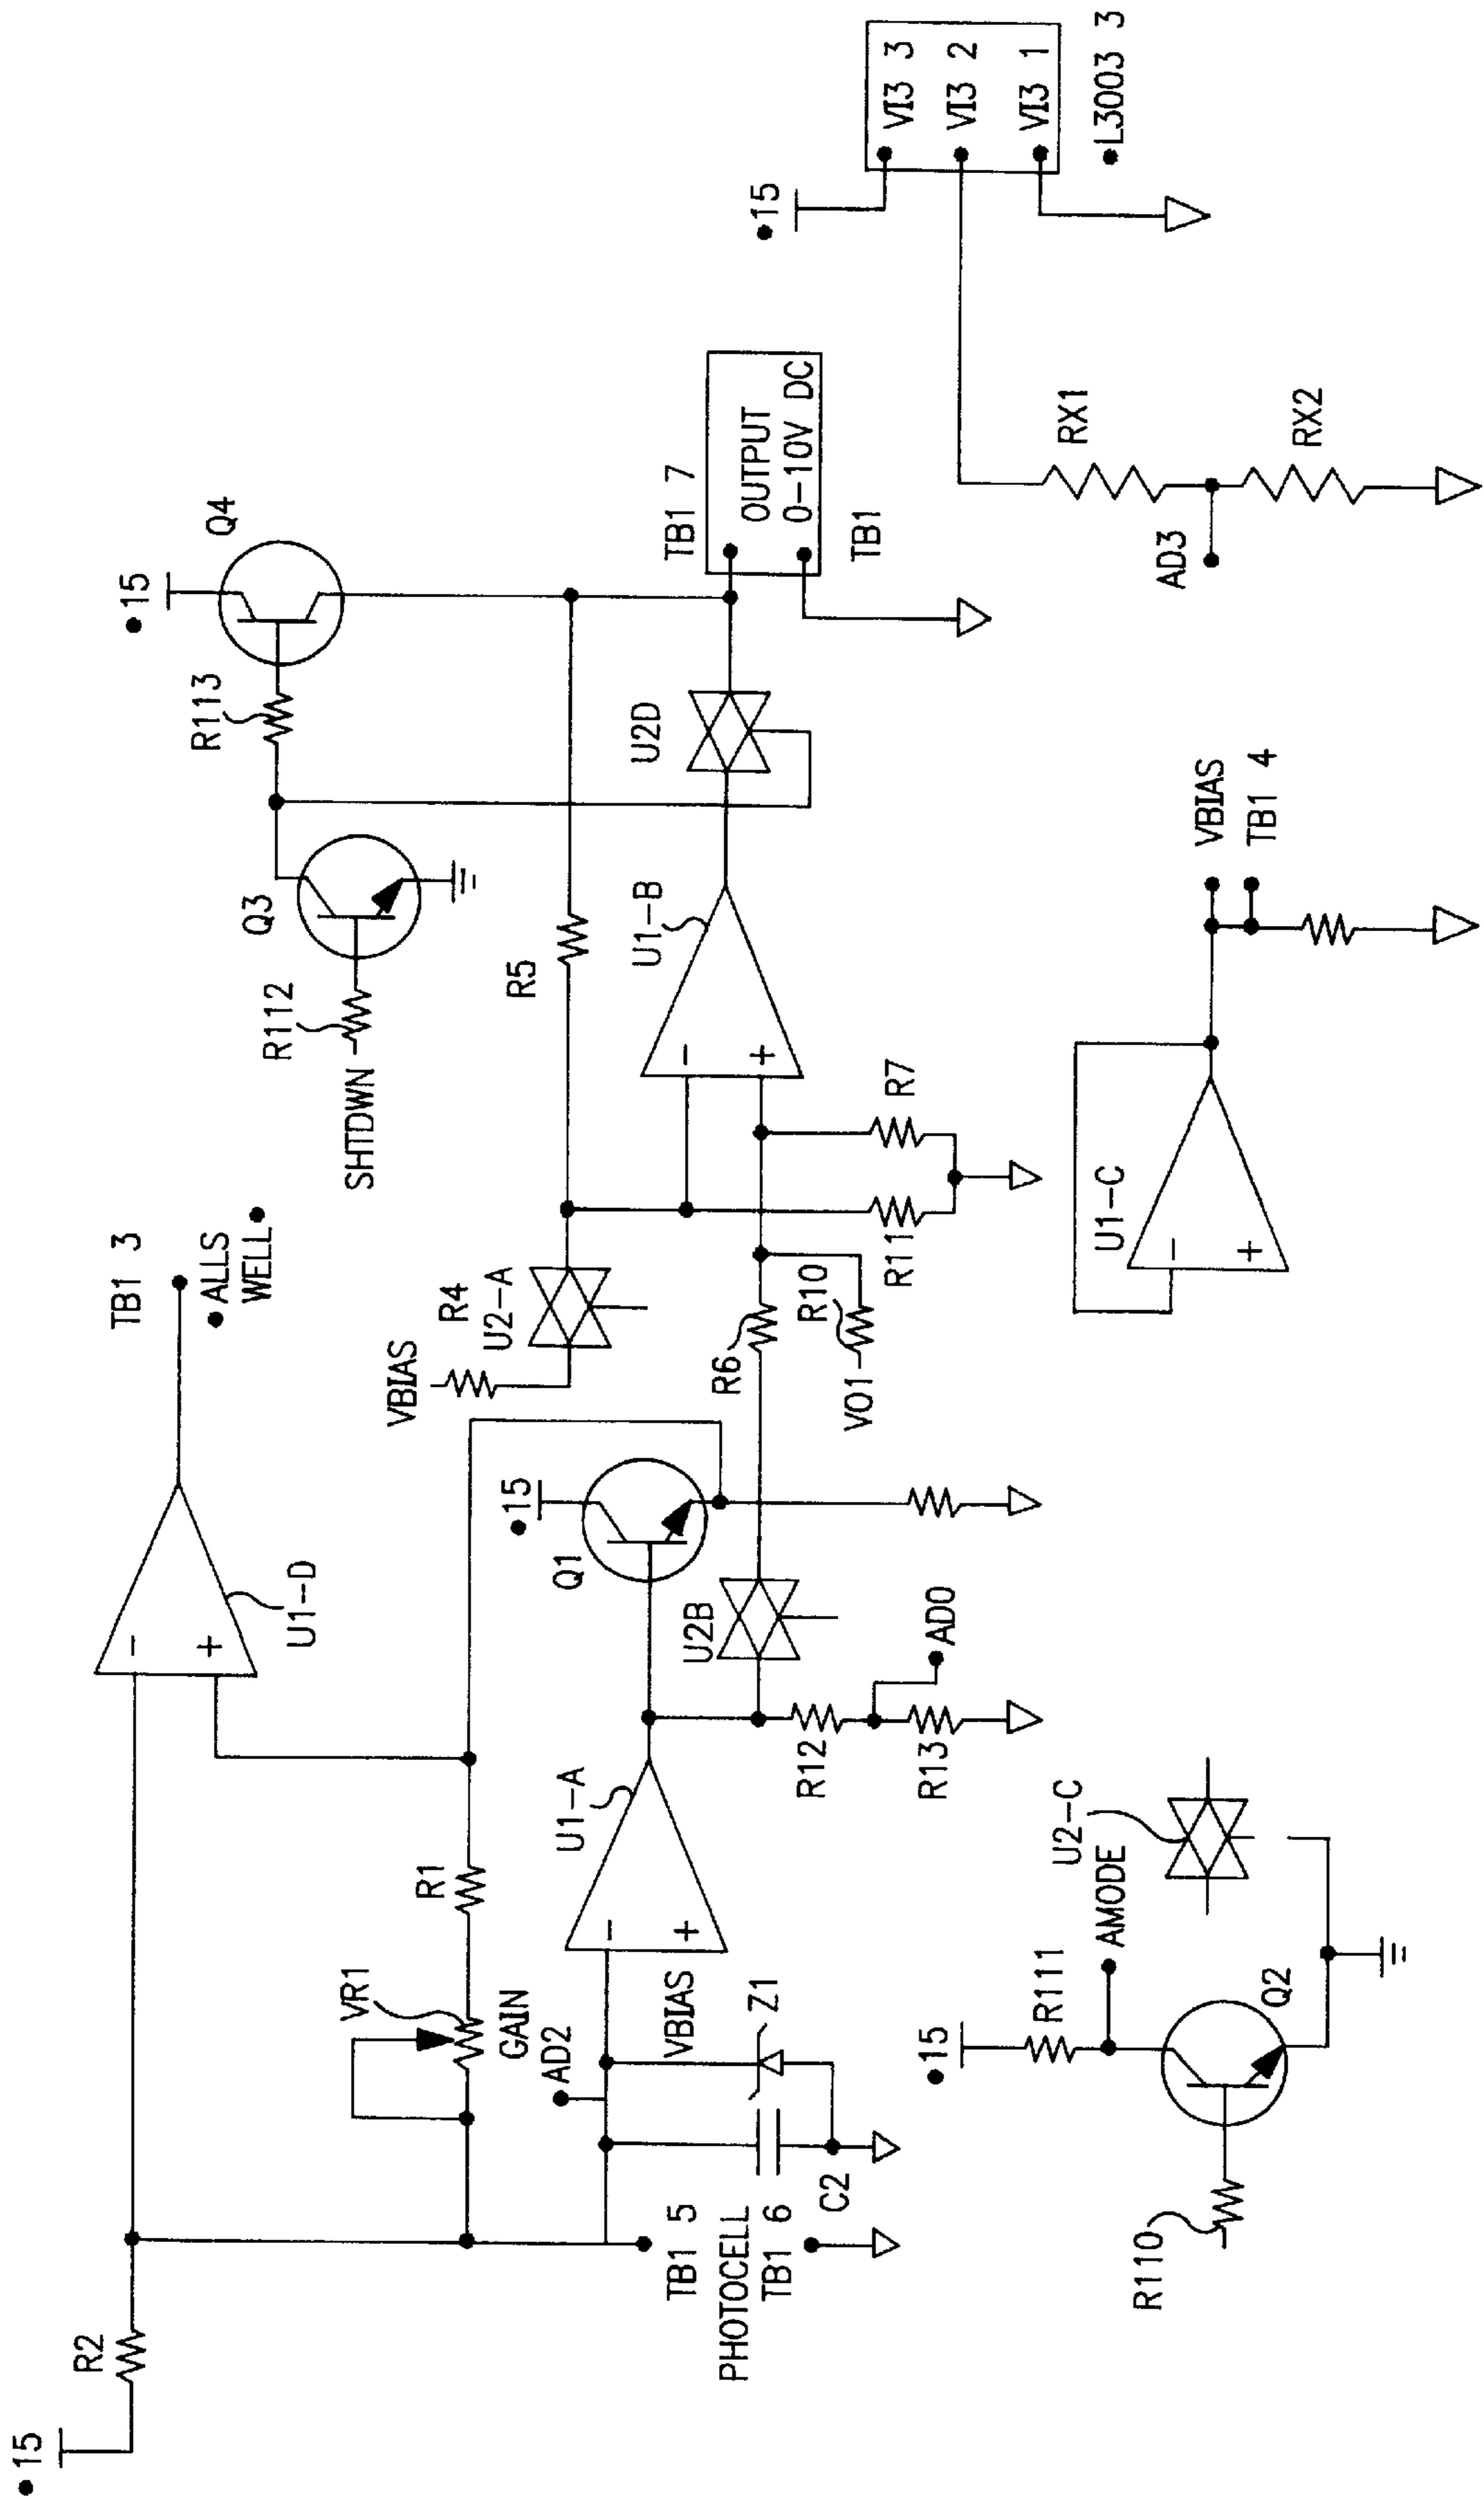 •15
R2
TB1 3
•ALLS
WELL•
U1-D
-
+
SHTDWN
R112
Q3
R113
•15
Q4
VR1
GAIN
R1
VBIAS
R4
U2-A
R5
•15
Q1
U1-A
-
+
AD2
VBIAS
Z1
C2
TB1 5
PHOTOCELL
TB1 6
U2B
R12
R13
AD0
R6
R10
VO1
R11
R7
U1-B
-
+
U2D
TB1 7
OUTPUT
0-10V DC
TB1
•15
VI3 3
VI3 2
VI3 1
•L3003 3
R110
•15
R111
AMODE
Q2
U2-C
U1-C
-
+
VBIAS
TB1 4
AD3
RX1
RX2